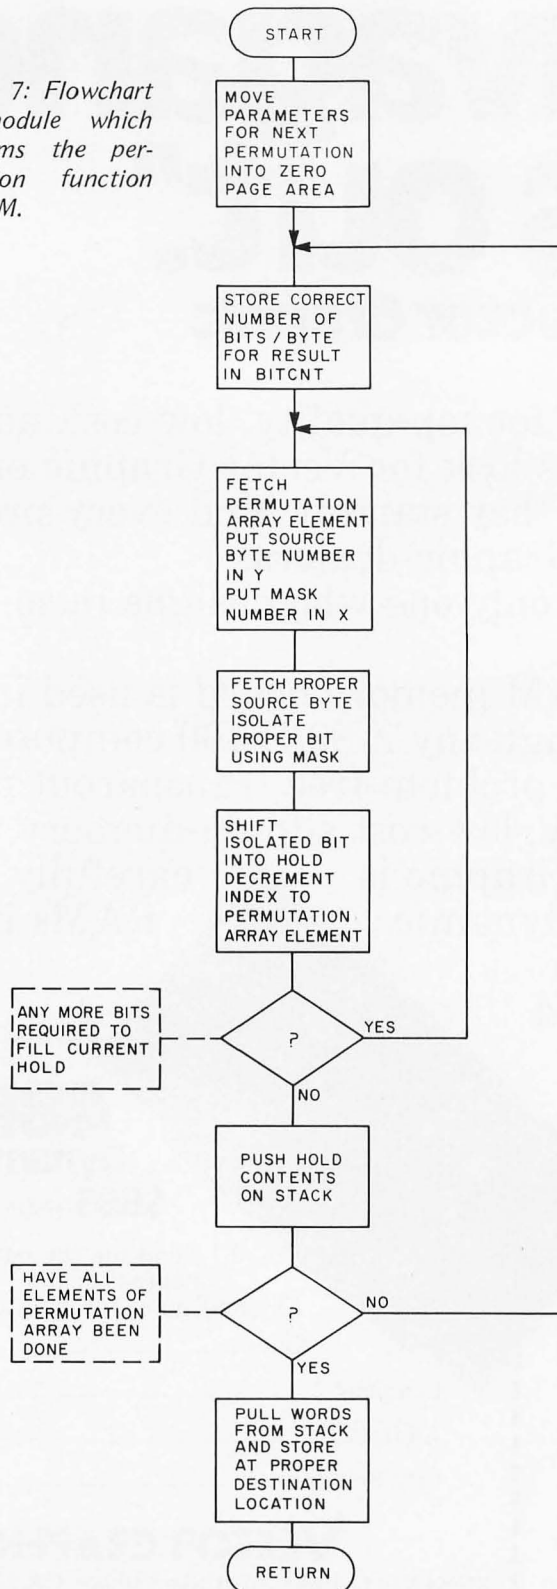 START
7: Flowchart
odule which
ms the per-
on function
M.
MOVE
PARAMETERS
FOR NEXT
PERMUTATION
INTO ZERO
PAGE AREA
STORE CORRECT
NUMBER OF
BITS / BYTE
FOR RESULT
IN BITCNT
FETCH
PERMUTATION
ARRAY ELEMENT
PUT SOURCE
BYTE NUMBER
IN Y
PUT MASK
NUMBER IN X
FETCH PROPER
SOURCE BYTE
ISOLATE
PROPER BIT
USING MASK
SHIFT
ISOLATED BIT
INTO HOLD
DECREMENT
INDEX TO
PERMUTATION
ARRAY ELEMENT
ANY MORE BITS
REQUIRED TO
FILL CURRENT
HOLD
?
YES
NO
PUSH HOLD
CONTENTS
ON STACK
HAVE ALL
ELEMENTS OF
PERMUTATION
ARRAY BEEN
DONE
?
NO
YES
PULL WORDS
FROM STACK
AND STORE
AT PROPER
DESTINATION
LOCATION
RETURN